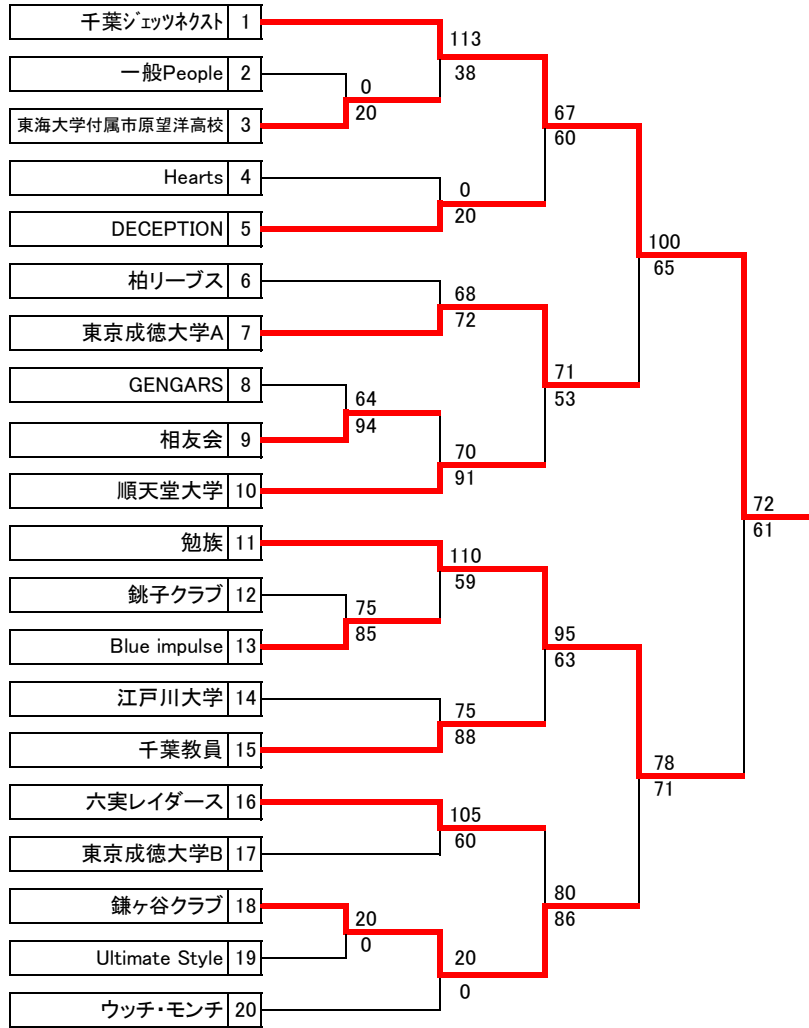 千葉ジェッツネクスト 1
113
一般People 2
38
0
20
東海大学付属市原望洋高校 3
67
60
Hearts 4
0
20
DECEPTION 5
100
65
柏リーブス 6
68
72
東京成徳大学A 7
71
53
GENGARS 8
64
94
相友会 9
70
91
順天堂大学 10
72
61
勉族 11
110
59
銚子クラブ 12
75
85
Blue impulse 13
95
63
江戸川大学 14
75
88
千葉教員 15
78
71
六実レイダース 16
105
60
東京成徳大学B 17
鎌ヶ谷クラブ 18
80
86
20
0
Ultimate Style 19
20
0
ウッチ・モンチ 20